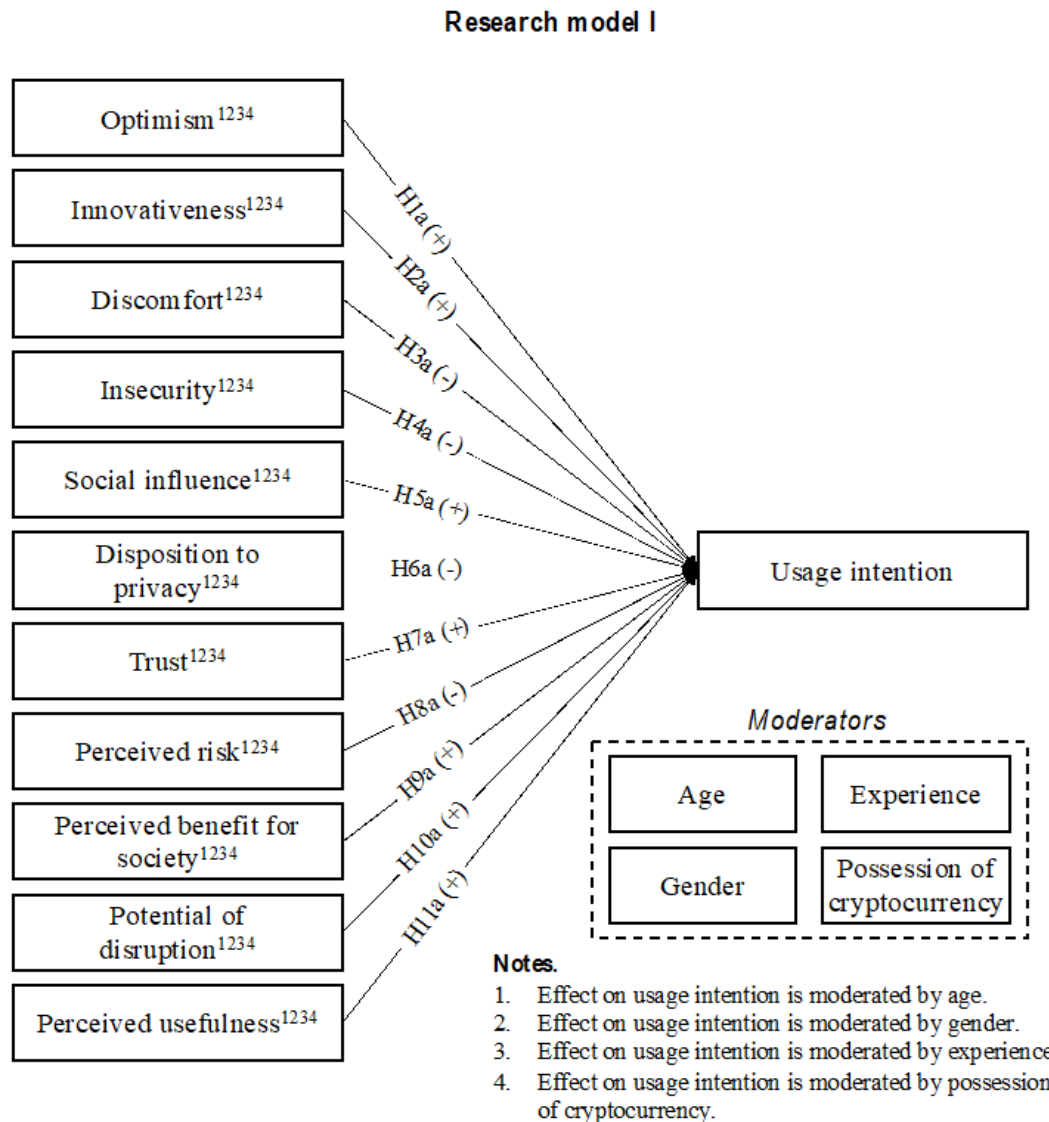 Research model I
Optimism1234
Innovativeness1234
Discomfort1234
Insecurity1234
Social influence1234
Disposition to
privacy1234
Trust1234
Perceived risk1234
Perceived benefit for
society1234
Potential of
disruption1234
Perceived usefulness1234
H1a (+)
H2a (+)
H3a (-)
H4a (-)
H5a (+)
H6a (-)
H7a (+)
H8a (-)
H9a (+)
H10a (+)
H11a (+)
Usage intention
Moderators
Age
Experience
Gender
Possession of
cryptocurrency
Notes.
1. Effect on usage intention is moderated by age.
2. Effect on usage intention is moderated by gender.
3. Effect on usage intention is moderated by experience
4. Effect on usage intention is moderated by possession
of cryptocurrency.